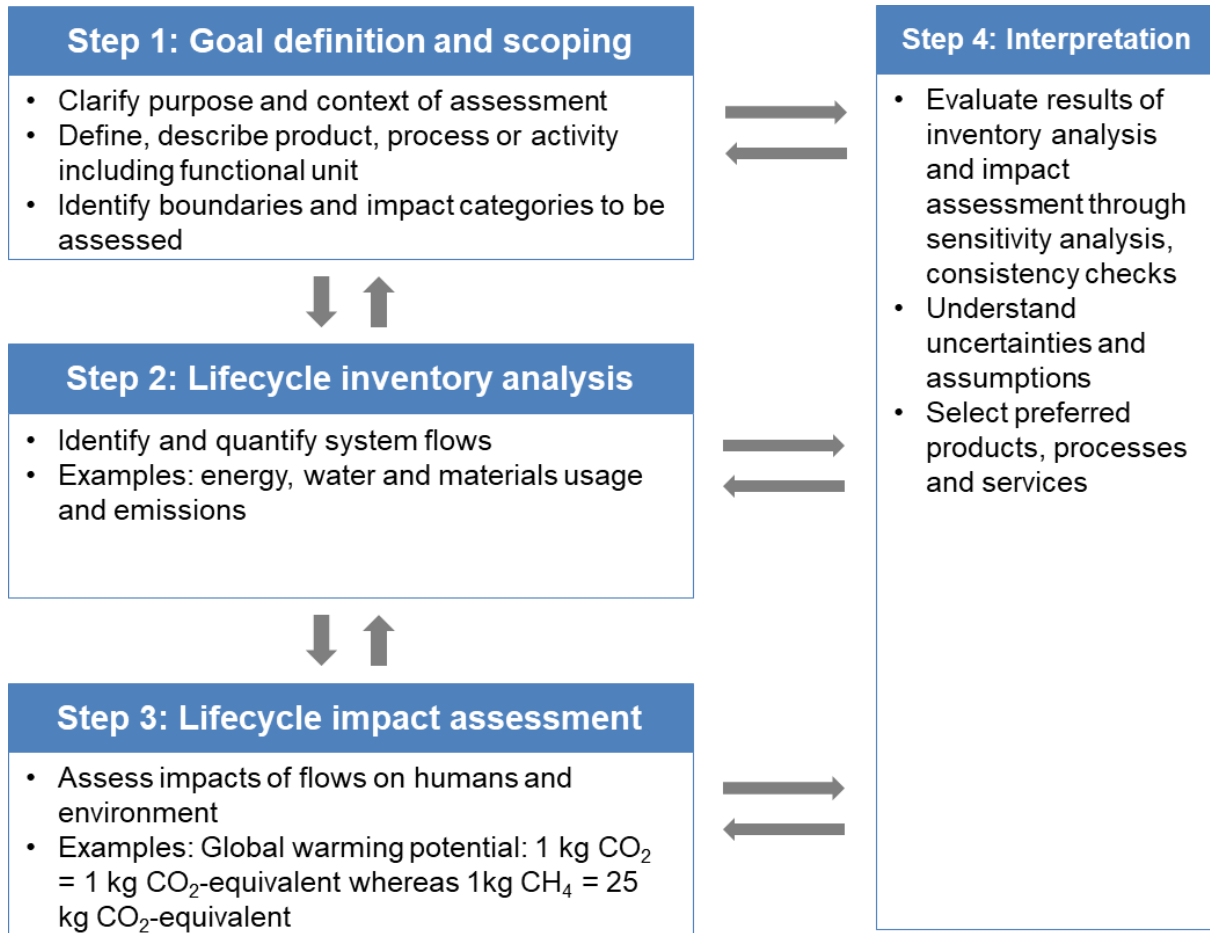 Step 1: Goal definition and scoping
• Clarify purpose and context of assessment
• Define, describe product, process or activity
including functional unit
• Identify boundaries and impact categories to be
assessed
Step 2: Lifecycle inventory analysis
• Identify and quantify system flows
• Examples: energy, water and materials usage
and emissions
Step 3: Lifecycle impact assessment
• Assess impacts of flows on humans and
environment
• Examples: Global warming potential: 1 kg CO₂
= 1 kg CO₂-equivalent whereas 1kg CH₄ = 25
kg CO₂-equivalent
Step 4: Interpretation
• Evaluate results of
inventory analysis
and impact
assessment through
sensitivity analysis,
consistency checks
• Understand
uncertainties and
assumptions
• Select preferred
products, processes
and services